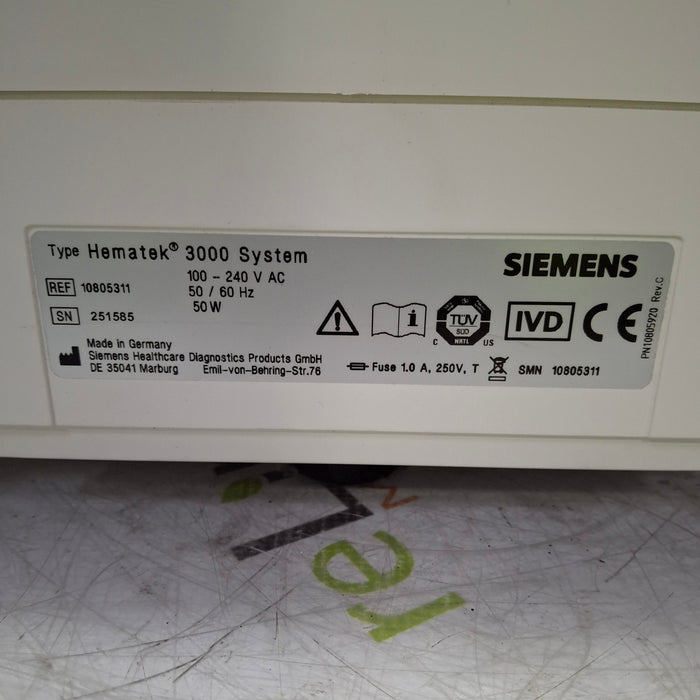 Type Hematek® 3000 System
SIEMENS
100 - 240 V AC
REF 10805311
50 / 60 Hz
50 W
SN 251585
TÜV
SÜD
C NRTL US
IVD CE
PN10805920 Rev.C
Made in Germany
Siemens Healthcare Diagnostics Products GmbH
DE 35041 Marburg Emil-von-Behring-Str.76
Fuse 1.0 A, 250V, T
SMN 10805311